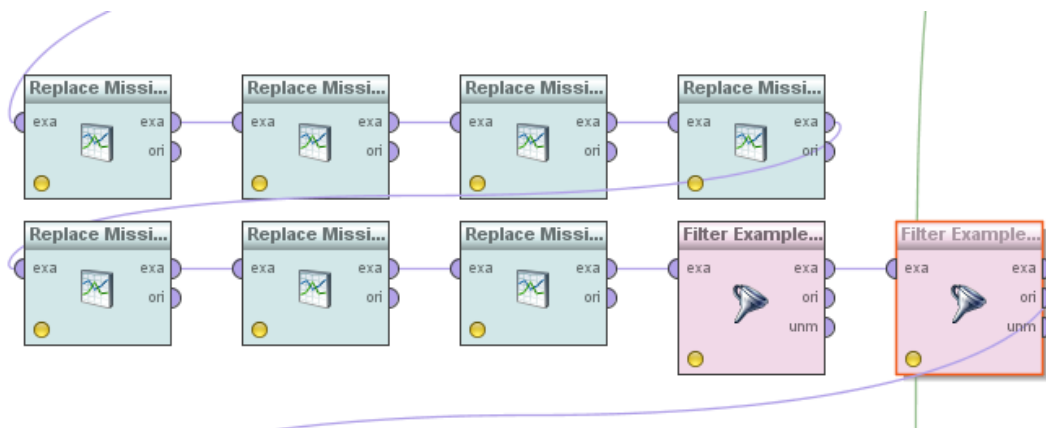 Replace Missi... Replace Missi... Replace Missi... Replace Missi...
exa exa exa exa exa exa exa exa
ori ori ori ori
Replace Missi... Replace Missi... Replace Missi... Filter Example... Filter Example...
exa exa exa exa exa exa exa exa exa exa
ori ori ori ori ori
unm unm